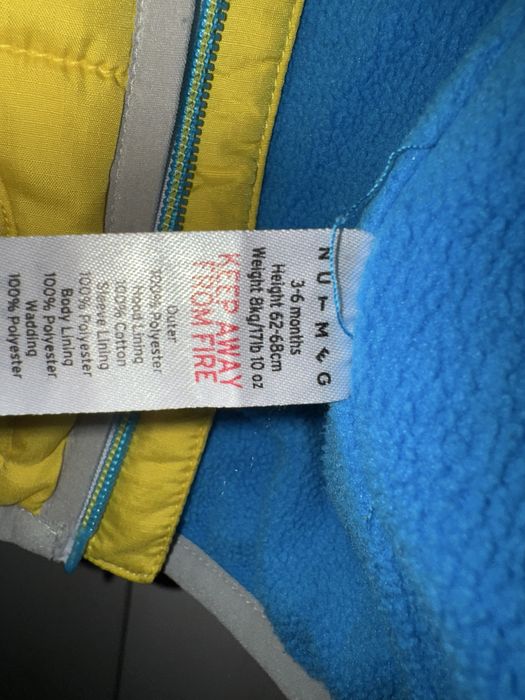 NUTMEG
3-6 months
Height 62-68cm
Weight 8kg/17lb 10 oz
KEEP AWAY
FROM FIRE
Outer
100% Polyester
Hood Lining
100% Cotton
Sleeve Lining
100% Polyester
Body Lining
100% Polyester
Wadding
100% Polyester